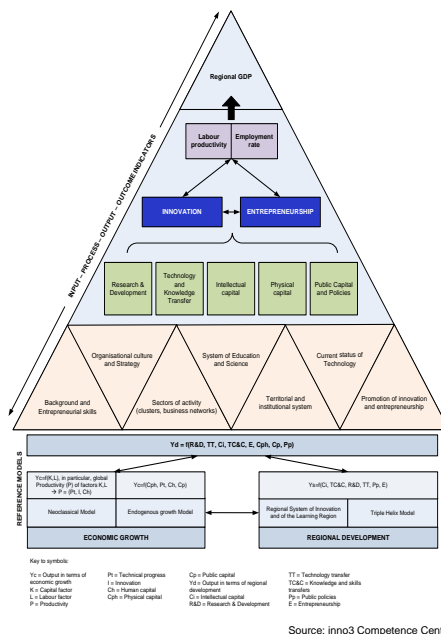 Regional GDP
Labour
productivity
Employment
rate
INNOVATION
ENTREPRENEURSHIP
INPUT – PROCESS – OUTPUT – OUTCOME INDICATORS
Research &
Development
Technology
and
Knowledge
Transfer
Intellectual
capital
Physical
capital
Public Capital
and Policies
Organisational culture
and Strategy
System of Education
and Science
Current status of
Technology
Background and
Entrepreneurial skills
Sectors of activity
(clusters, business networks)
Territorial and
institutional system
Promotion of innovation
and entrepreneurship
REFERENCE MODELS
Yd = f(R&D, TT, Ci, TC&C, E, Cph, Cp, Pp)
Yc=f(K,L), in particular, global
Productivity (P) of factors K,L
→ P = (Pt, I, Ch)
Yc=f(Cph, Pt, Ch, Cp)
Ys=f(Ci, TC&C, R&D, TT, Pp, E)
Neoclassical Model
Endogenous growth Model
Regional System of Innovation
and of the Learning Region
Triple Helix Model
ECONOMIC GROWTH
REGIONAL DEVELOPMENT
Key to symbols:
Yc = Output in terms of
economic growth
K = Capital factor
L = Labour factor
P = Productivity
Pt = Technical progress
I = Innovation
Ch = Human capital
Cph = Physical capital
Cp = Public capital
Yd = Output in terms of regional
development
Ci = Intellectual capital
R&D = Research & Development
TT = Technology transfer
TC&C = Knowledge and skills
transfers
Pp = Public policies
E = Entrepreneurship
Source: inno3 Competence Cent